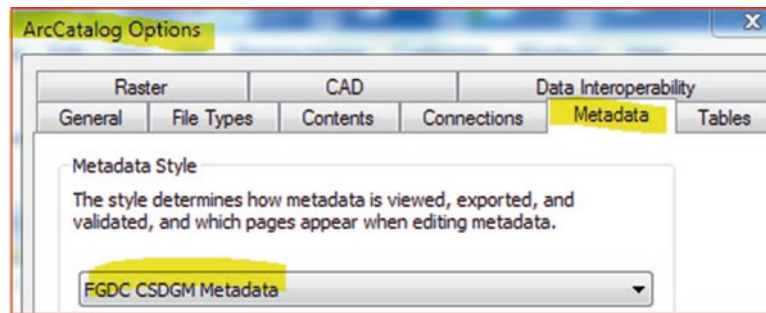 ArcCatalog Options
Raster CAD Data Interoperability
General File Types Contents Connections Metadata Tables
Metadata Style
The style determines how metadata is viewed, exported, and
validated, and which pages appear when editing metadata.
FGDC CSDGM Metadata